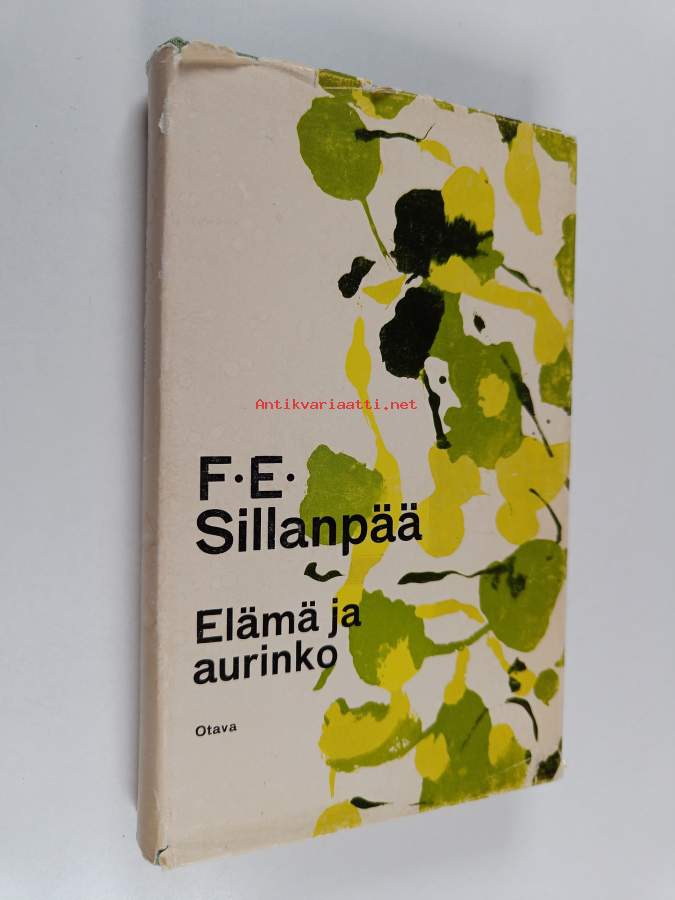 Antikvariaatti.net
F·E·
Sillanpää
Elämä ja
aurinko
Otava